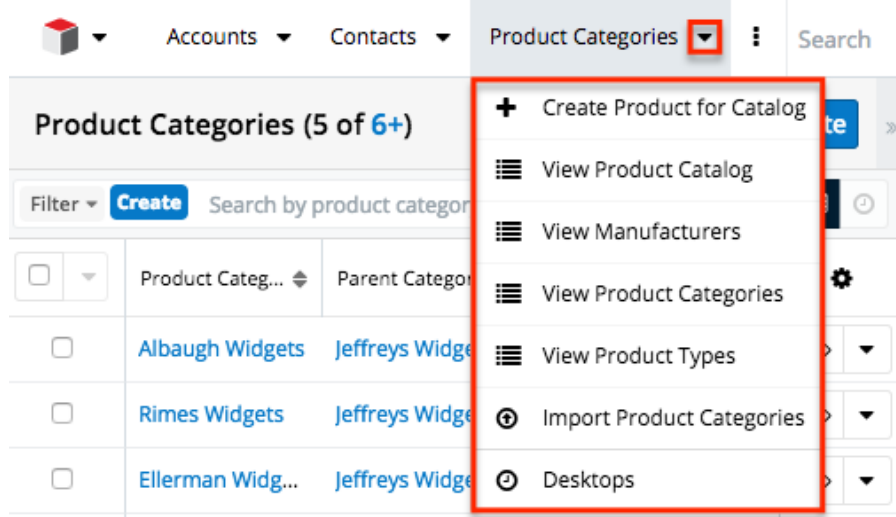 Accounts Contacts Product Categories Search
Product Categories (5 of 6+)
Filter Create Search by product categor
Product Categ... Parent Categor
Albaugh Widgets Jeffreys Widge
Rimes Widgets Jeffreys Widge
Ellerman Widg... Jeffreys Widge
Create Product for Catalog
View Product Catalog
View Manufacturers
View Product Categories
View Product Types
Import Product Categories
Desktops
te